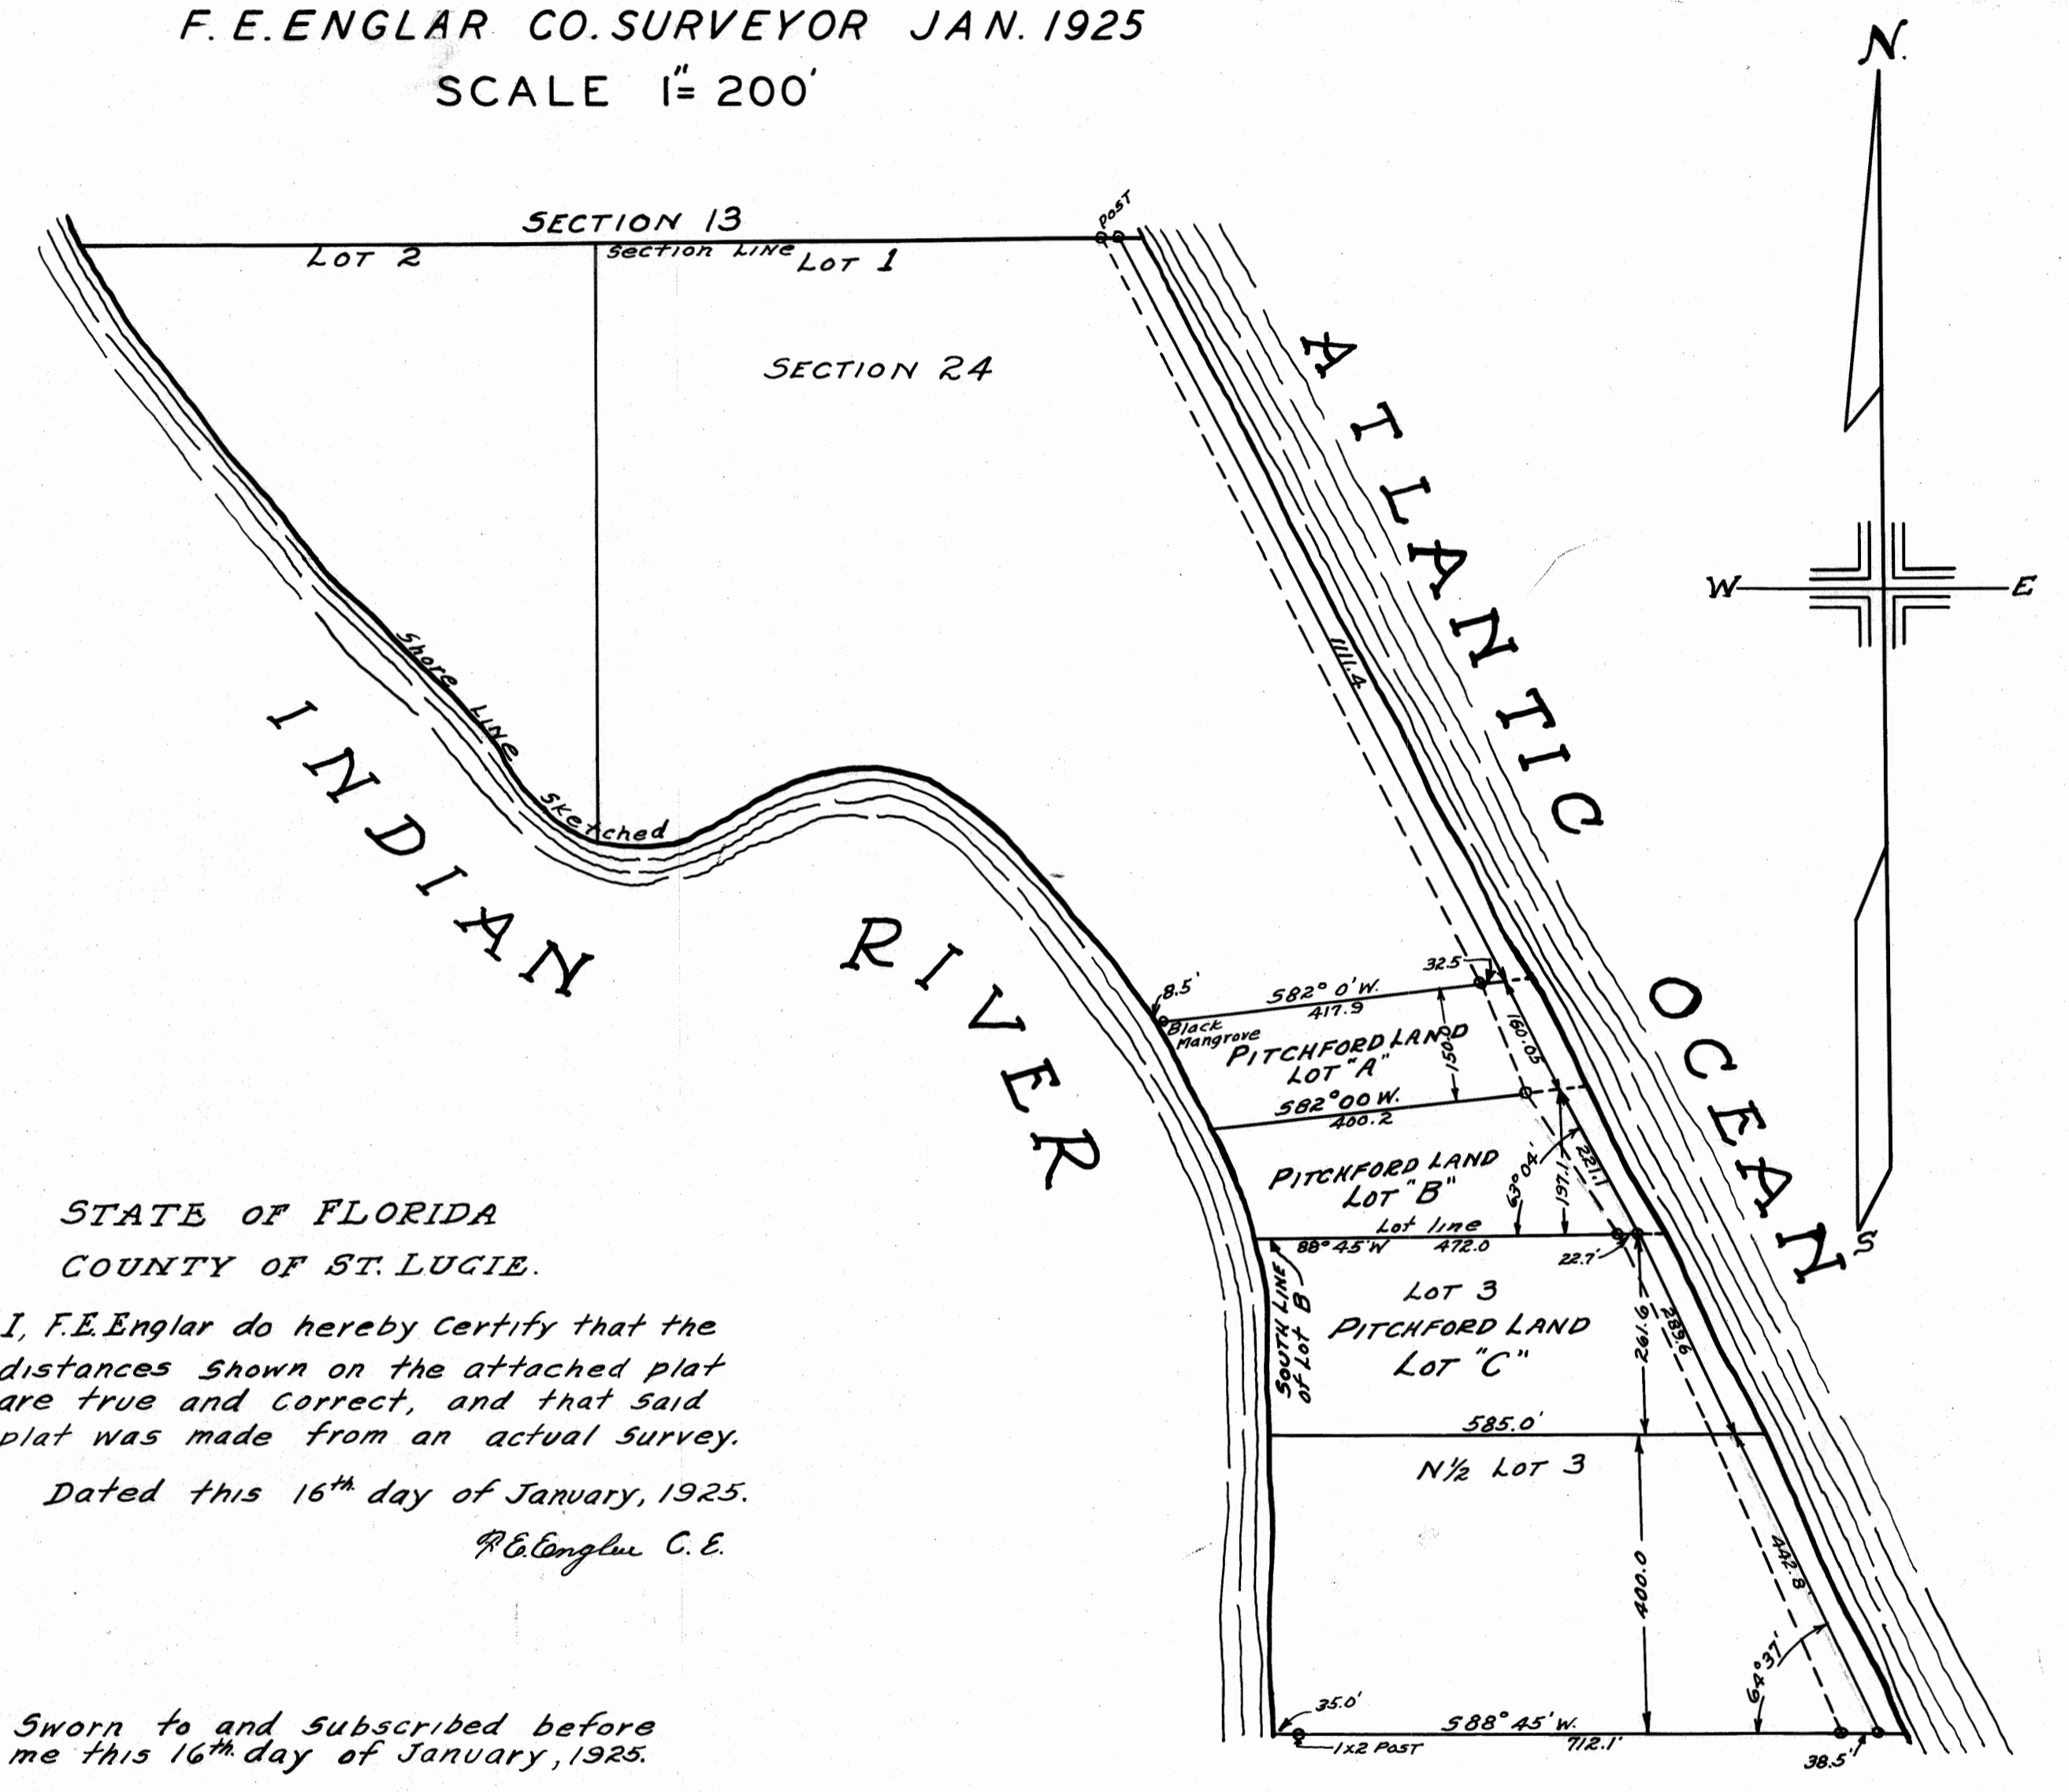 F. E. ENGLAR CO. SURVEYOR JAN. 1925
SCALE 1"= 200'
N.
W
E
S
POST
SECTION 13
Section LINE
LOT 2
LOT 1
SECTION 24
ATLANTIC OCEAN
1111.4
Shore LINE Sketched
INDIAN RIVER
32.5
8.5'
S82° 0'W.
417.9
Black
Mangrove
PITCHFORD LAND
LOT "A"
150.0
160.05
S82°00 W.
400.2
PITCHFORD LAND
LOT "B"
63°04'
197.1
221.1
Lot line
88°45'W 472.0
22.7'
SOUTH LINE
of Lot B
LOT 3
PITCHFORD LAND
LOT "C"
261.6
289.6
585.0'
N½ LOT 3
400.0
442.8
64°37'
35.0'
S88°45'W.
712.1'
1x2 POST
38.5'
STATE OF FLORIDA
COUNTY OF ST. LUCIE.
I, F.E. Englar do hereby Certify that the
distances Shown on the attached plat
are true and Correct, and that Said
plat was made from an actual Survey.
Dated this 16th. day of January, 1925.
F.E. Englar C.E.
Sworn to and Subscribed before
me this 16th. day of January, 1925.